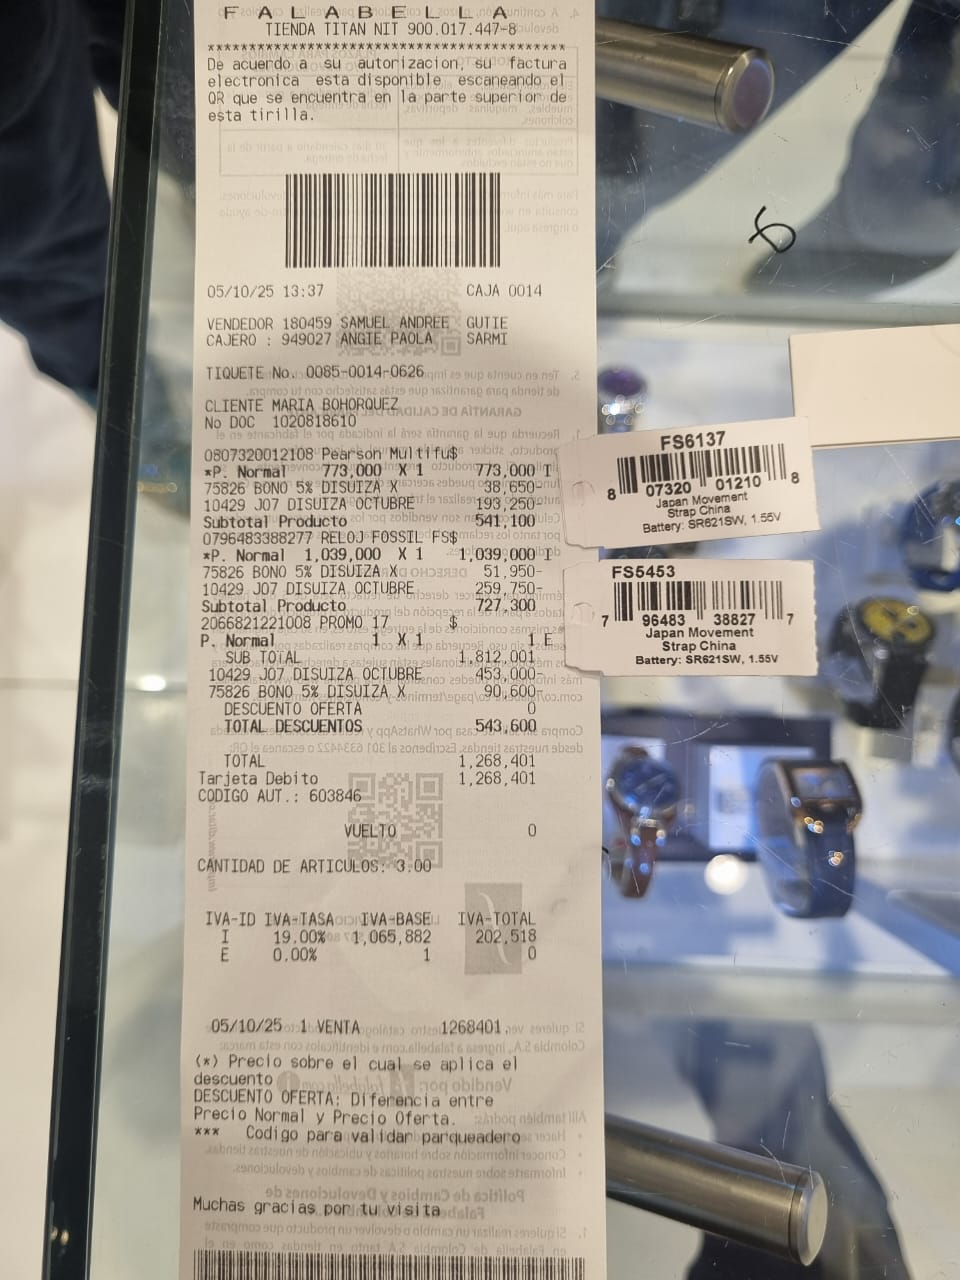 F A L A B E L L A
TIENDA TITAN NIT 900.017.447-8
******************************************
De acuerdo a su autorizacion, su factura
electronica esta disponible escaneando el
QR que se encuentra en la parte superior de
esta tirilla.
05/10/25 13:37 CAJA 0014
VENDEDOR 180459 SAMUEL ANDREE GUTIE
CAJERO : 949027 ANGIE PAOLA SARMI
TIQUETE No. 0085-0014-0626
CLIENTE MARIA BOHORQUEZ
No DOC 1020818610
0807320012108 Pearson Multifu$
*P. Normal 773,000 X 1 773,000 I
75826 BONO 5% DISUIZA X 38,650-
10429 JO7 DISUIZA OCTUBRE 193,250-
Subtotal Producto 541,100
0796483388277 RELOJ FOSSIL FS$
*P. Normal 1,039,000 X 1 1,039,000 I
75826 BONO 5% DISUIZA X 51,950-
10429 JO7 DISUIZA OCTUBRE 259,750-
Subtotal Producto 727,300
2066821221008 PROMO 17 $
P. Normal 1 X 1 1 E
SUB TOTAL 1,812,001
10429 JO7 DISUIZA OCTUBRE 453,000-
75826 BONO 5% DISUIZA X 90,600-
DESCUENTO OFERTA 0
TOTAL DESCUENTOS 543,600
TOTAL 1,268,401
Tarjeta Debito 1,268,401
CODIGO AUT.: 603846
VUELTO 0
CANTIDAD DE ARTICULOS: 3.00
IVA-ID IVA-TASA IVA-BASE IVA-TOTAL
I 19.00% 1,065,882 202,518
E 0.00% 1 0
05/10/25 1 VENTA 1268401
(*) Precio sobre el cual se aplica el
descuento
DESCUENTO OFERTA: Diferencia entre
Precio Normal y Precio Oferta.
*** Codigo para validar parqueadero
Muchas gracias por tu visita
FS6137
8 07320 01210 8
Japan Movement
Strap China
Battery: SR621SW, 1.55V
FS5453
7 96483 38827 7
Japan Movement
Strap China
Battery: SR621SW, 1.55V